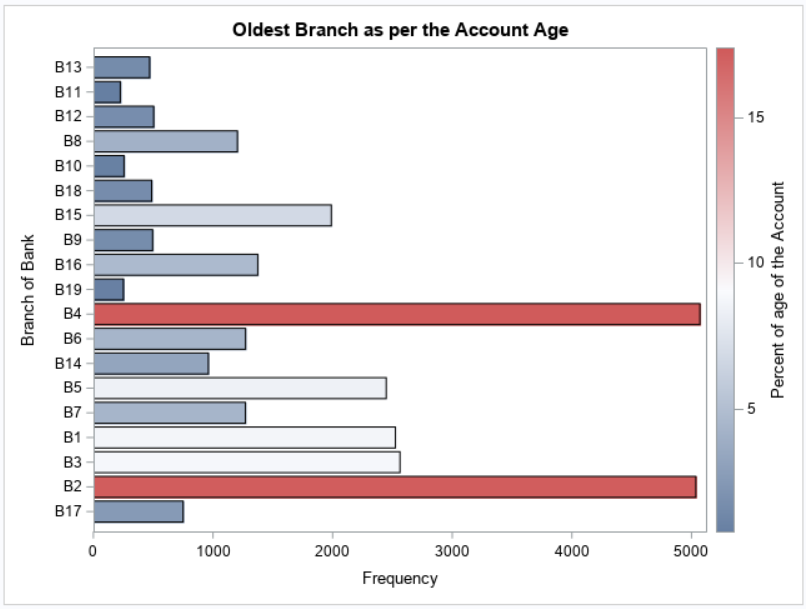 Oldest Branch as per the Account Age
Branch of Bank
B13
B11
B12
B8
B10
B18
B15
B9
B16
B19
B4
B6
B14
B5
B7
B1
B3
B2
B17
0 1000 2000 3000 4000 5000
Frequency
15
10
5
Percent of age of the Account